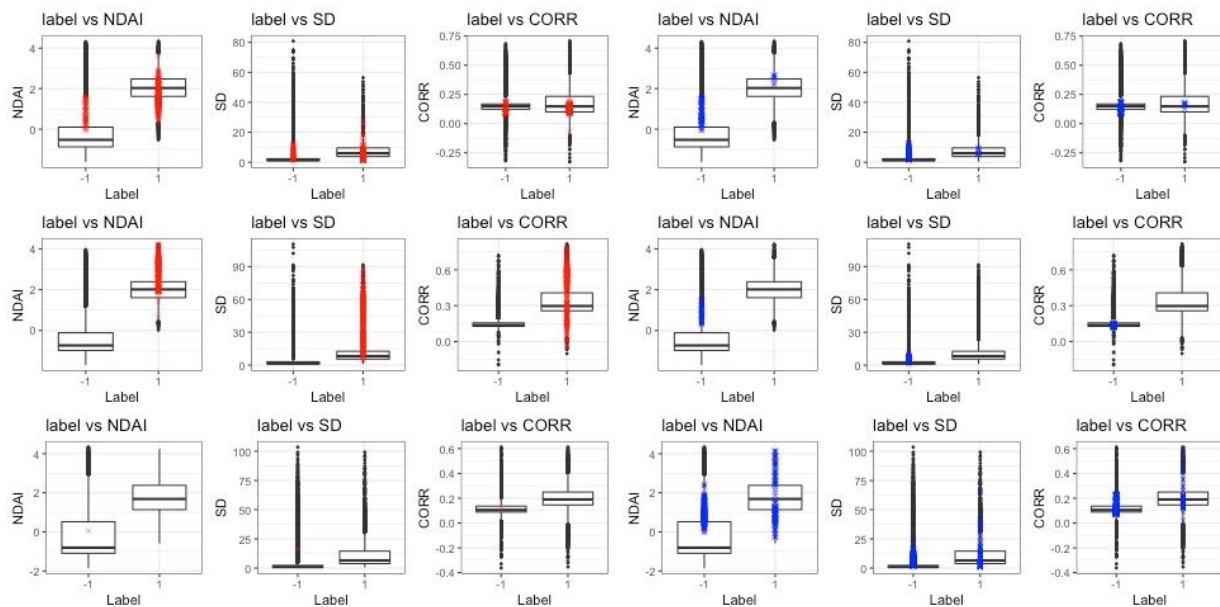 label vs NDAI label vs SD label vs CORR label vs NDAI label vs SD label vs CORR
4 2 0 NDAI -1 1 Label
80 60 40 20 0 SD -1 1 Label
0.75 0.50 0.25 0.00 -0.25 CORR -1 1 Label
4 2 0 NDAI -1 1 Label
80 60 40 20 0 SD -1 1 Label
0.75 0.50 0.25 0.00 -0.25 CORR -1 1 Label
label vs NDAI label vs SD label vs CORR label vs NDAI label vs SD label vs CORR
4 2 0 NDAI -1 1 Label
90 60 30 0 SD -1 1 Label
0.6 0.3 0.0 CORR -1 1 Label
4 2 0 NDAI -1 1 Label
90 60 30 0 SD -1 1 Label
0.6 0.3 0.0 CORR -1 1 Label
label vs NDAI label vs SD label vs CORR label vs NDAI label vs SD label vs CORR
4 2 0 -2 NDAI -1 1 Label
100 75 50 25 0 SD -1 1 Label
0.6 0.4 0.2 0.0 -0.2 -0.4 CORR -1 1 Label
4 2 0 -2 NDAI -1 1 Label
100 75 50 25 0 SD -1 1 Label
0.6 0.4 0.2 0.0 -0.2 -0.4 CORR -1 1 Label